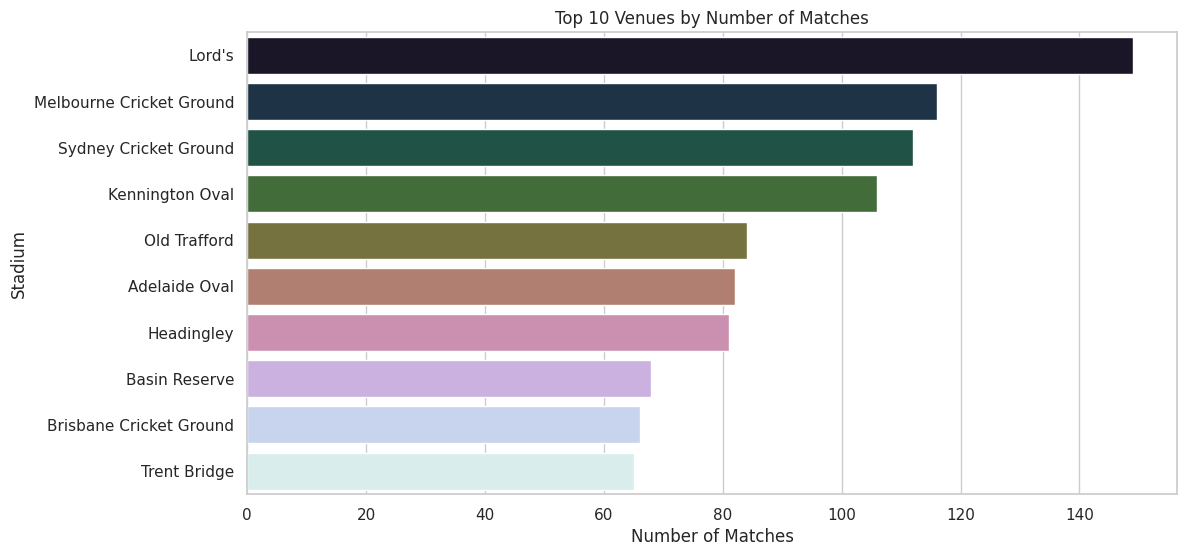 Top 10 Venues by Number of Matches
Stadium
Lord's
Melbourne Cricket Ground
Sydney Cricket Ground
Kennington Oval
Old Trafford
Adelaide Oval
Headingley
Basin Reserve
Brisbane Cricket Ground
Trent Bridge
0 20 40 60 80 100 120 140
Number of Matches